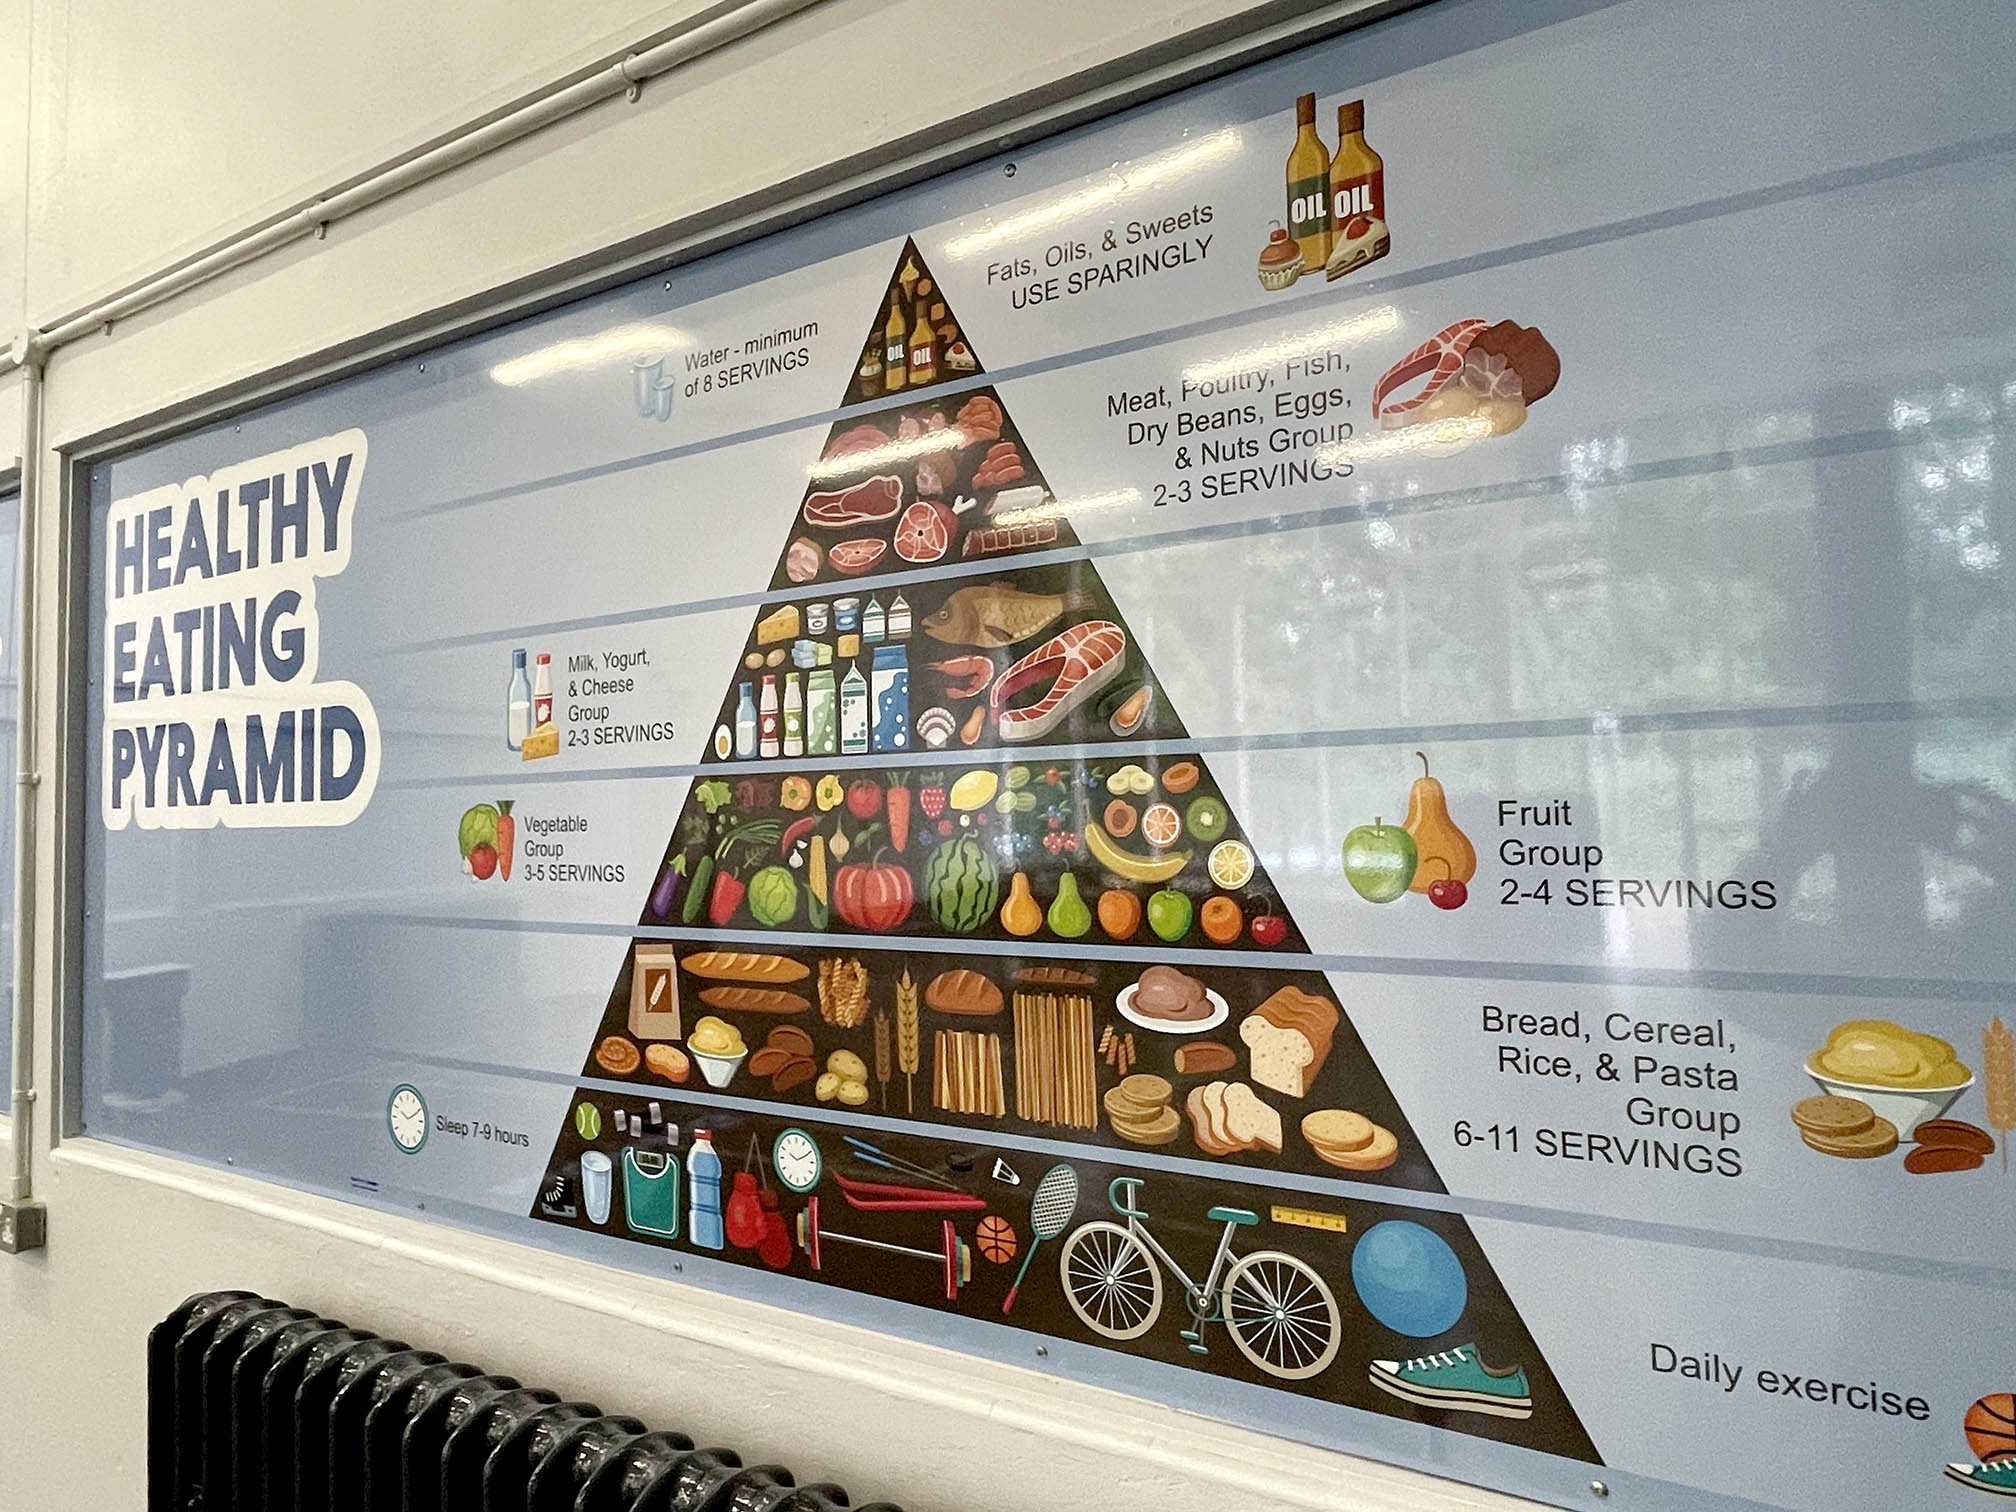 HEALTHY
EATING
PYRAMID
Water - minimum
of 8 SERVINGS
Fats, Oils, & Sweets
USE SPARINGLY
OIL OIL
OIL OIL
Meat, Poultry, Fish,
Dry Beans, Eggs,
& Nuts Group
2-3 SERVINGS
Milk, Yogurt,
& Cheese
Group
2-3 SERVINGS
Vegetable
Group
3-5 SERVINGS
Fruit
Group
2-4 SERVINGS
Bread, Cereal,
Rice, & Pasta
Group
6-11 SERVINGS
Sleep 7-9 hours
Daily exercise